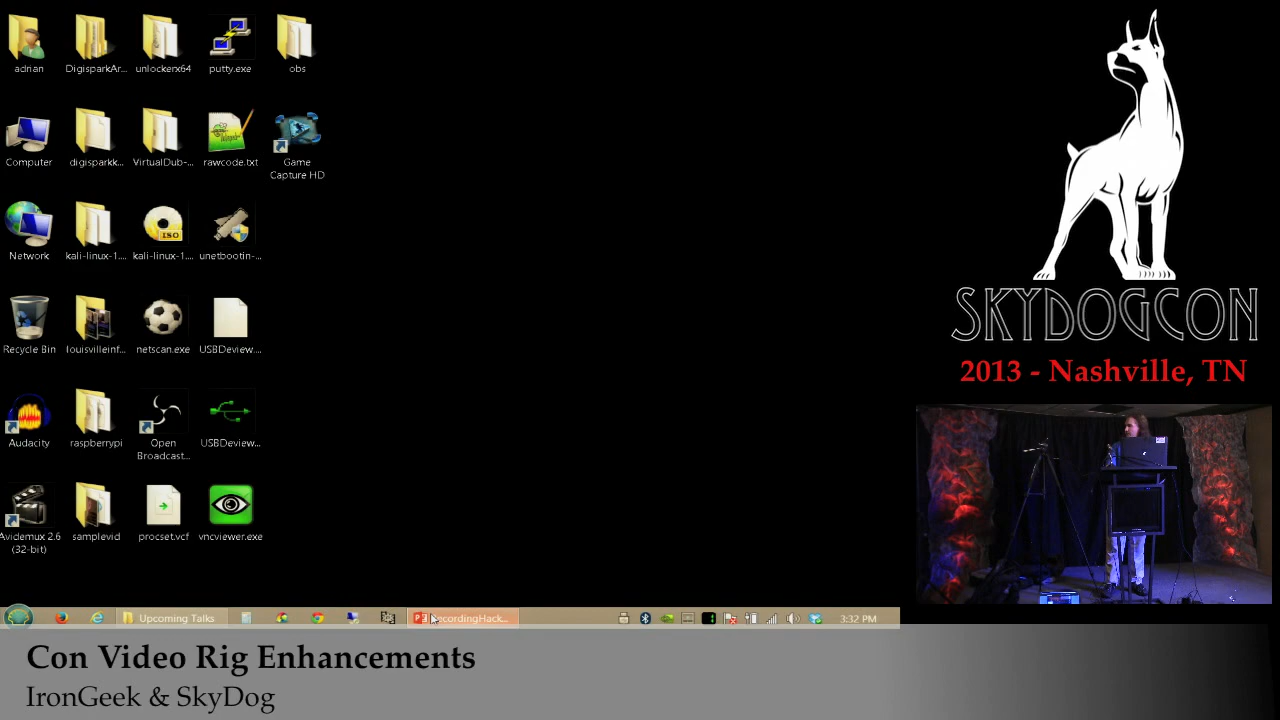 adrian
DigisparkAr...
unlockerx64
putty.exe
obs
Computer
digisparkk...
VirtualDub-...
rawcode.txt
Game
Capture HD
Network
kali-linux-1....
ISO
kali-linux-1....
unetbootin-...
Recycle Bin
louisvilleinf...
netscan.exe
USBDeview....
Audacity
raspberrypi
Open
Broadcast...
USBDeview...
Avidemux 2.6
(32-bit)
samplevid
procset.vcf
vncviewer.exe
Upcoming Talks
ecordingHack...
3:32 PM
SKYDOGCON
2013 - Nashville, TN
Con Video Rig Enhancements
IronGeek & SkyDog